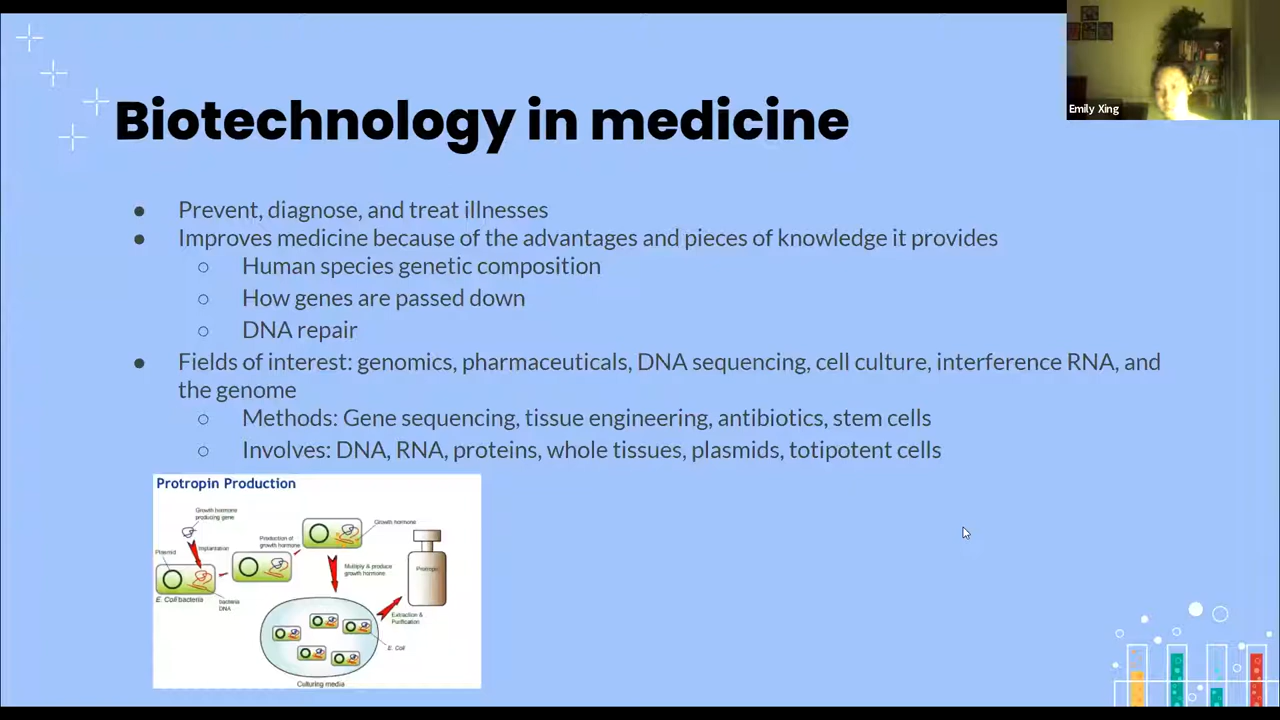 Emily Xing
Biotechnology in medicine
● Prevent, diagnose, and treat illnesses
● Improves medicine because of the advantages and pieces of knowledge it provides
○ Human species genetic composition
○ How genes are passed down
○ DNA repair
● Fields of interest: genomics, pharmaceuticals, DNA sequencing, cell culture, interference RNA, and
the genome
○ Methods: Gene sequencing, tissue engineering, antibiotics, stem cells
○ Involves: DNA, RNA, proteins, whole tissues, plasmids, totipotent cells
Protropin Production
Growth hormone
producing gene
Growth hormone
Plasmid
Implantation
Production of
growth hormone
Multiply & produce
growth hormone
Protropin
E. Coli bacteria
bacteria
DNA
Extraction &
Purification
E. Coli
Culturing media